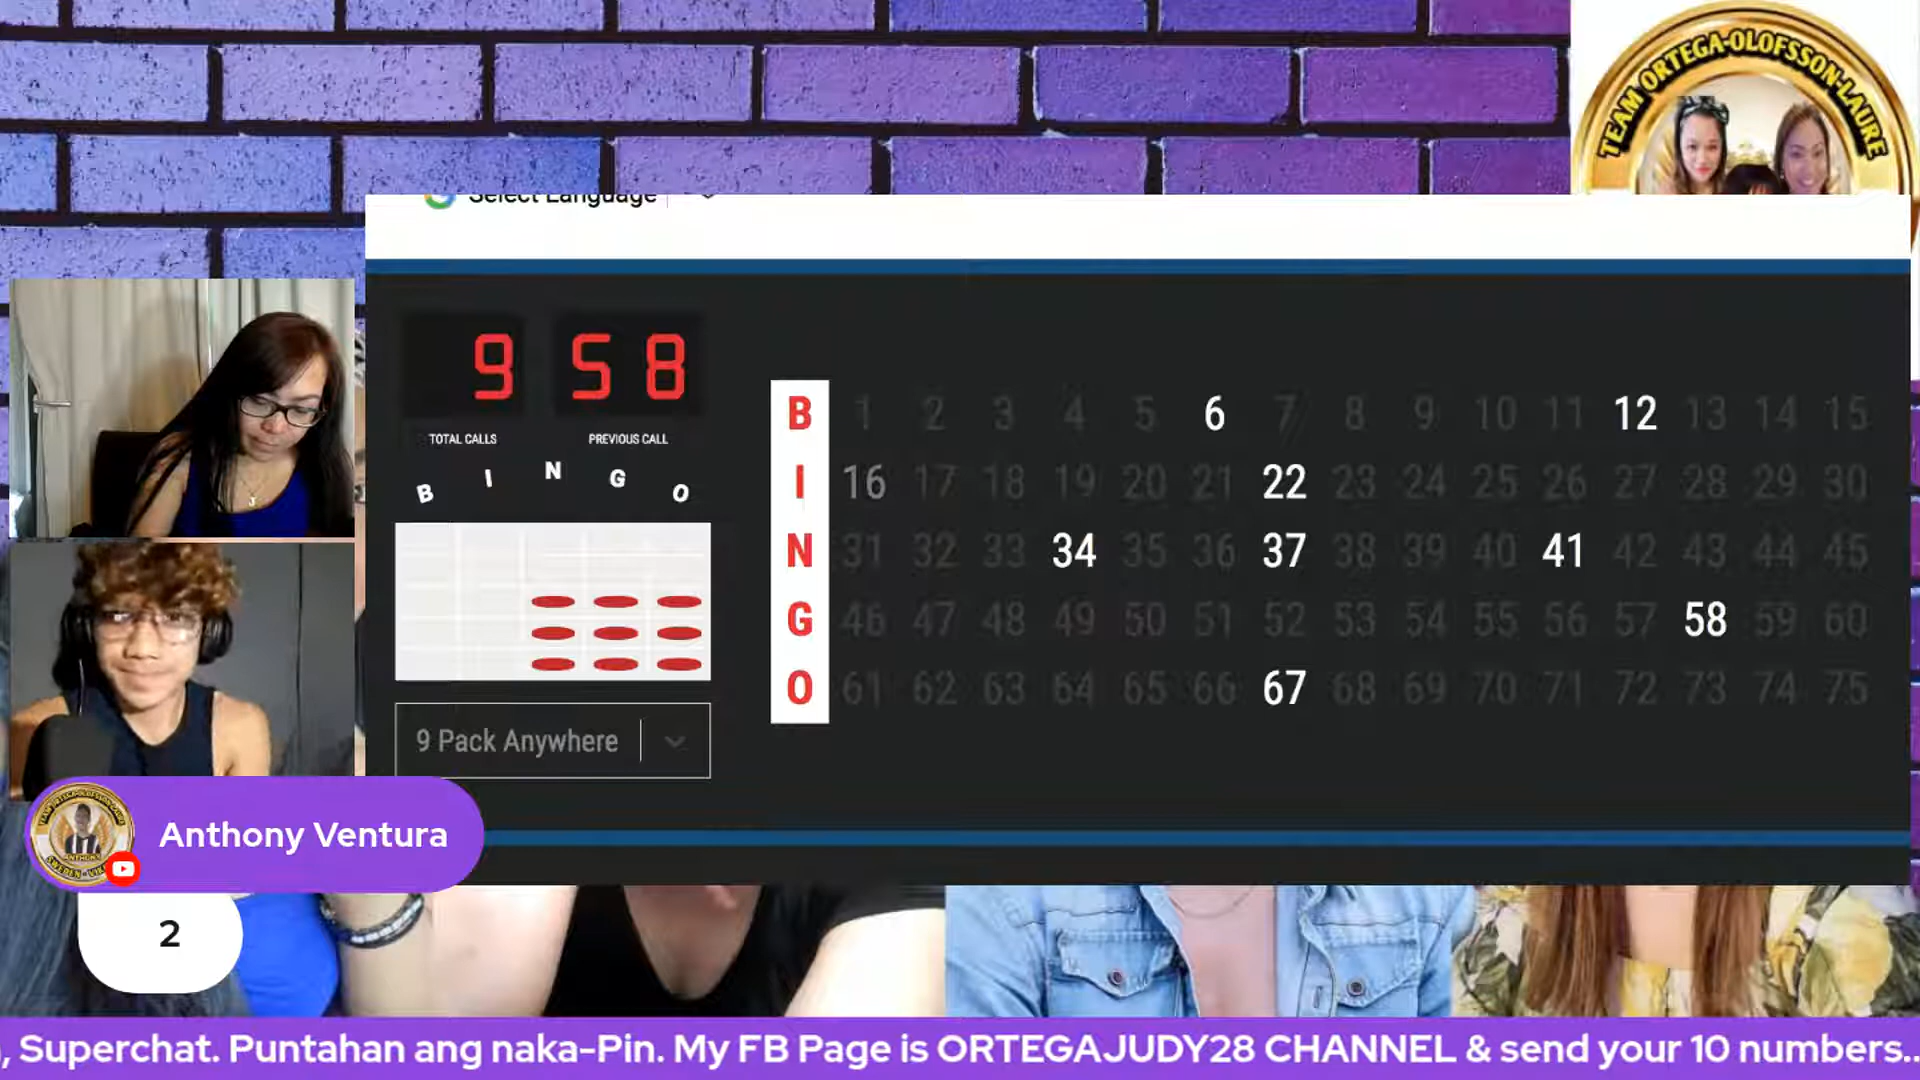 TEAM ORTEGA-OLOFSSON-LAURE
Select Language
9 58
TOTAL CALLS PREVIOUS CALL
B I N G O
9 Pack Anywhere
B 1 2 3 4 5 6 7 8 9 10 11 12 13 14 15
I 16 17 18 19 20 21 22 23 24 25 26 27 28 29 30
N 31 32 33 34 35 36 37 38 39 40 41 42 43 44 45
G 46 47 48 49 50 51 52 53 54 55 56 57 58 59 60
O 61 62 63 64 65 66 67 68 69 70 71 72 73 74 75
Anthony Ventura
2
, Superchat. Puntahan ang naka-Pin. My FB Page is ORTEGAJUDY28 CHANNEL & send your 10 numbers..